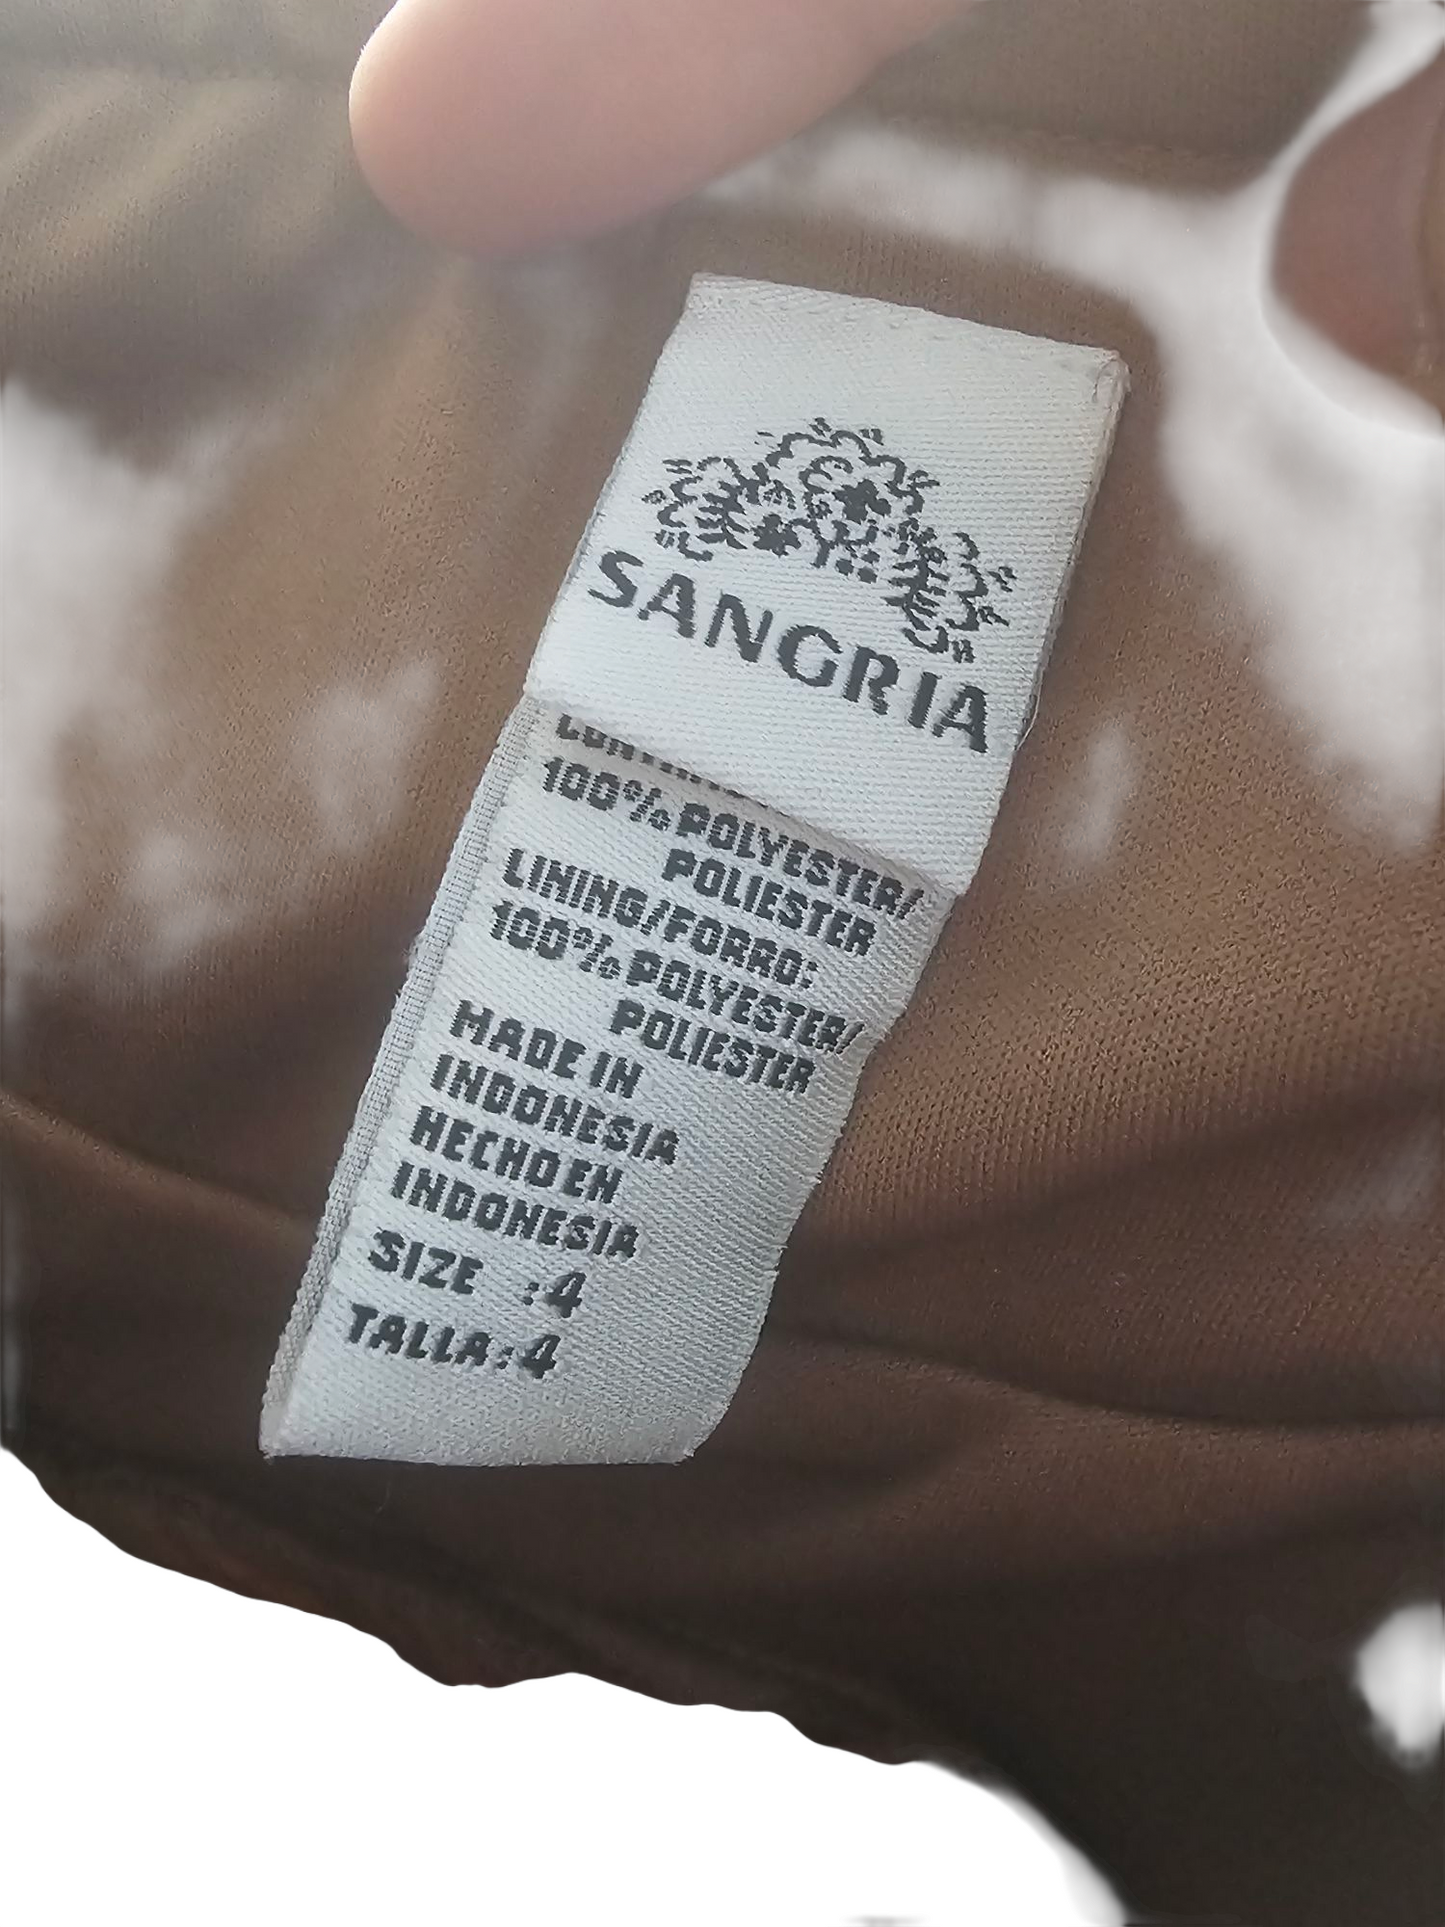 SANGRIA
100% POLYESTER/
POLIESTER
LINING/FORRO:
100% POLYESTER/
POLIESTER
MADE IN
INDONESIA
HECHO EN
INDONESIA
SIZE :4
TALLA:4